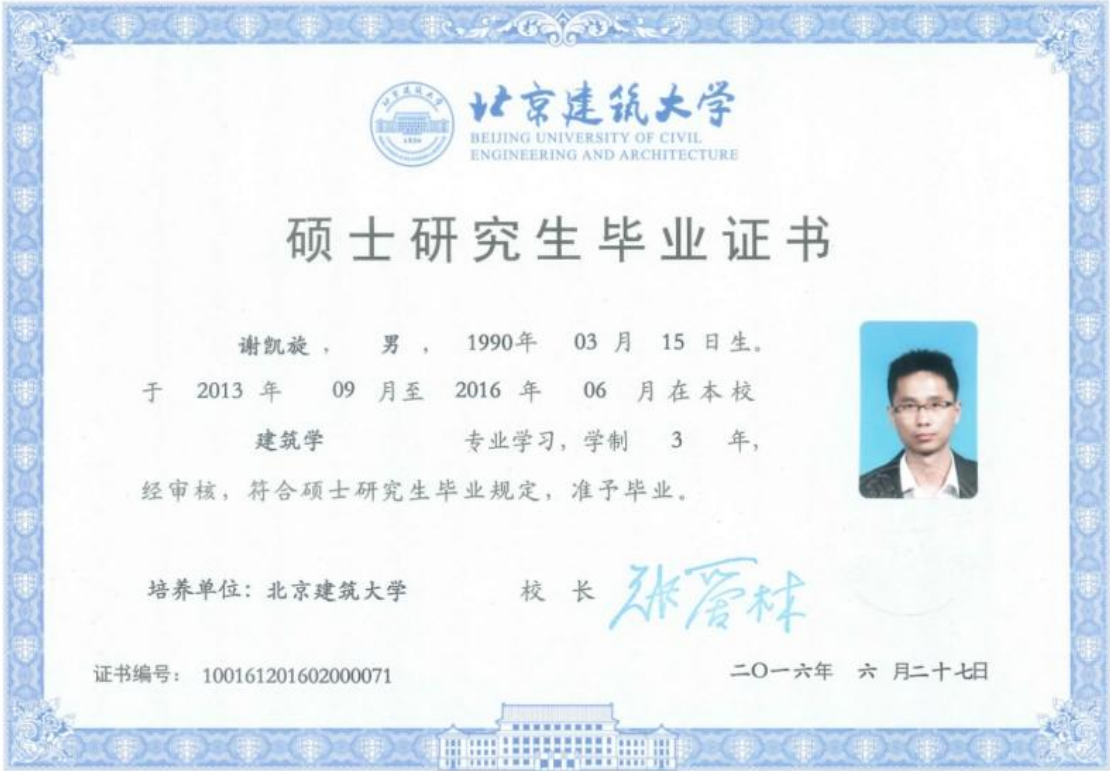 北京建筑大学
BEIJING UNIVERSITY OF CIVIL
ENGINEERING AND ARCHITECTURE
硕士研究生毕业证书
谢凯旋 , 男 , 1990年 03 月 15 日生。
于 2013 年 09 月至 2016 年 06 月在本校
建筑学 专业学习, 学制 3 年,
经审核, 符合硕士研究生毕业规定, 准予毕业。
培养单位: 北京建筑大学 校 长
证书编号: 100161201602000071 二〇一六年 六 月二十七日